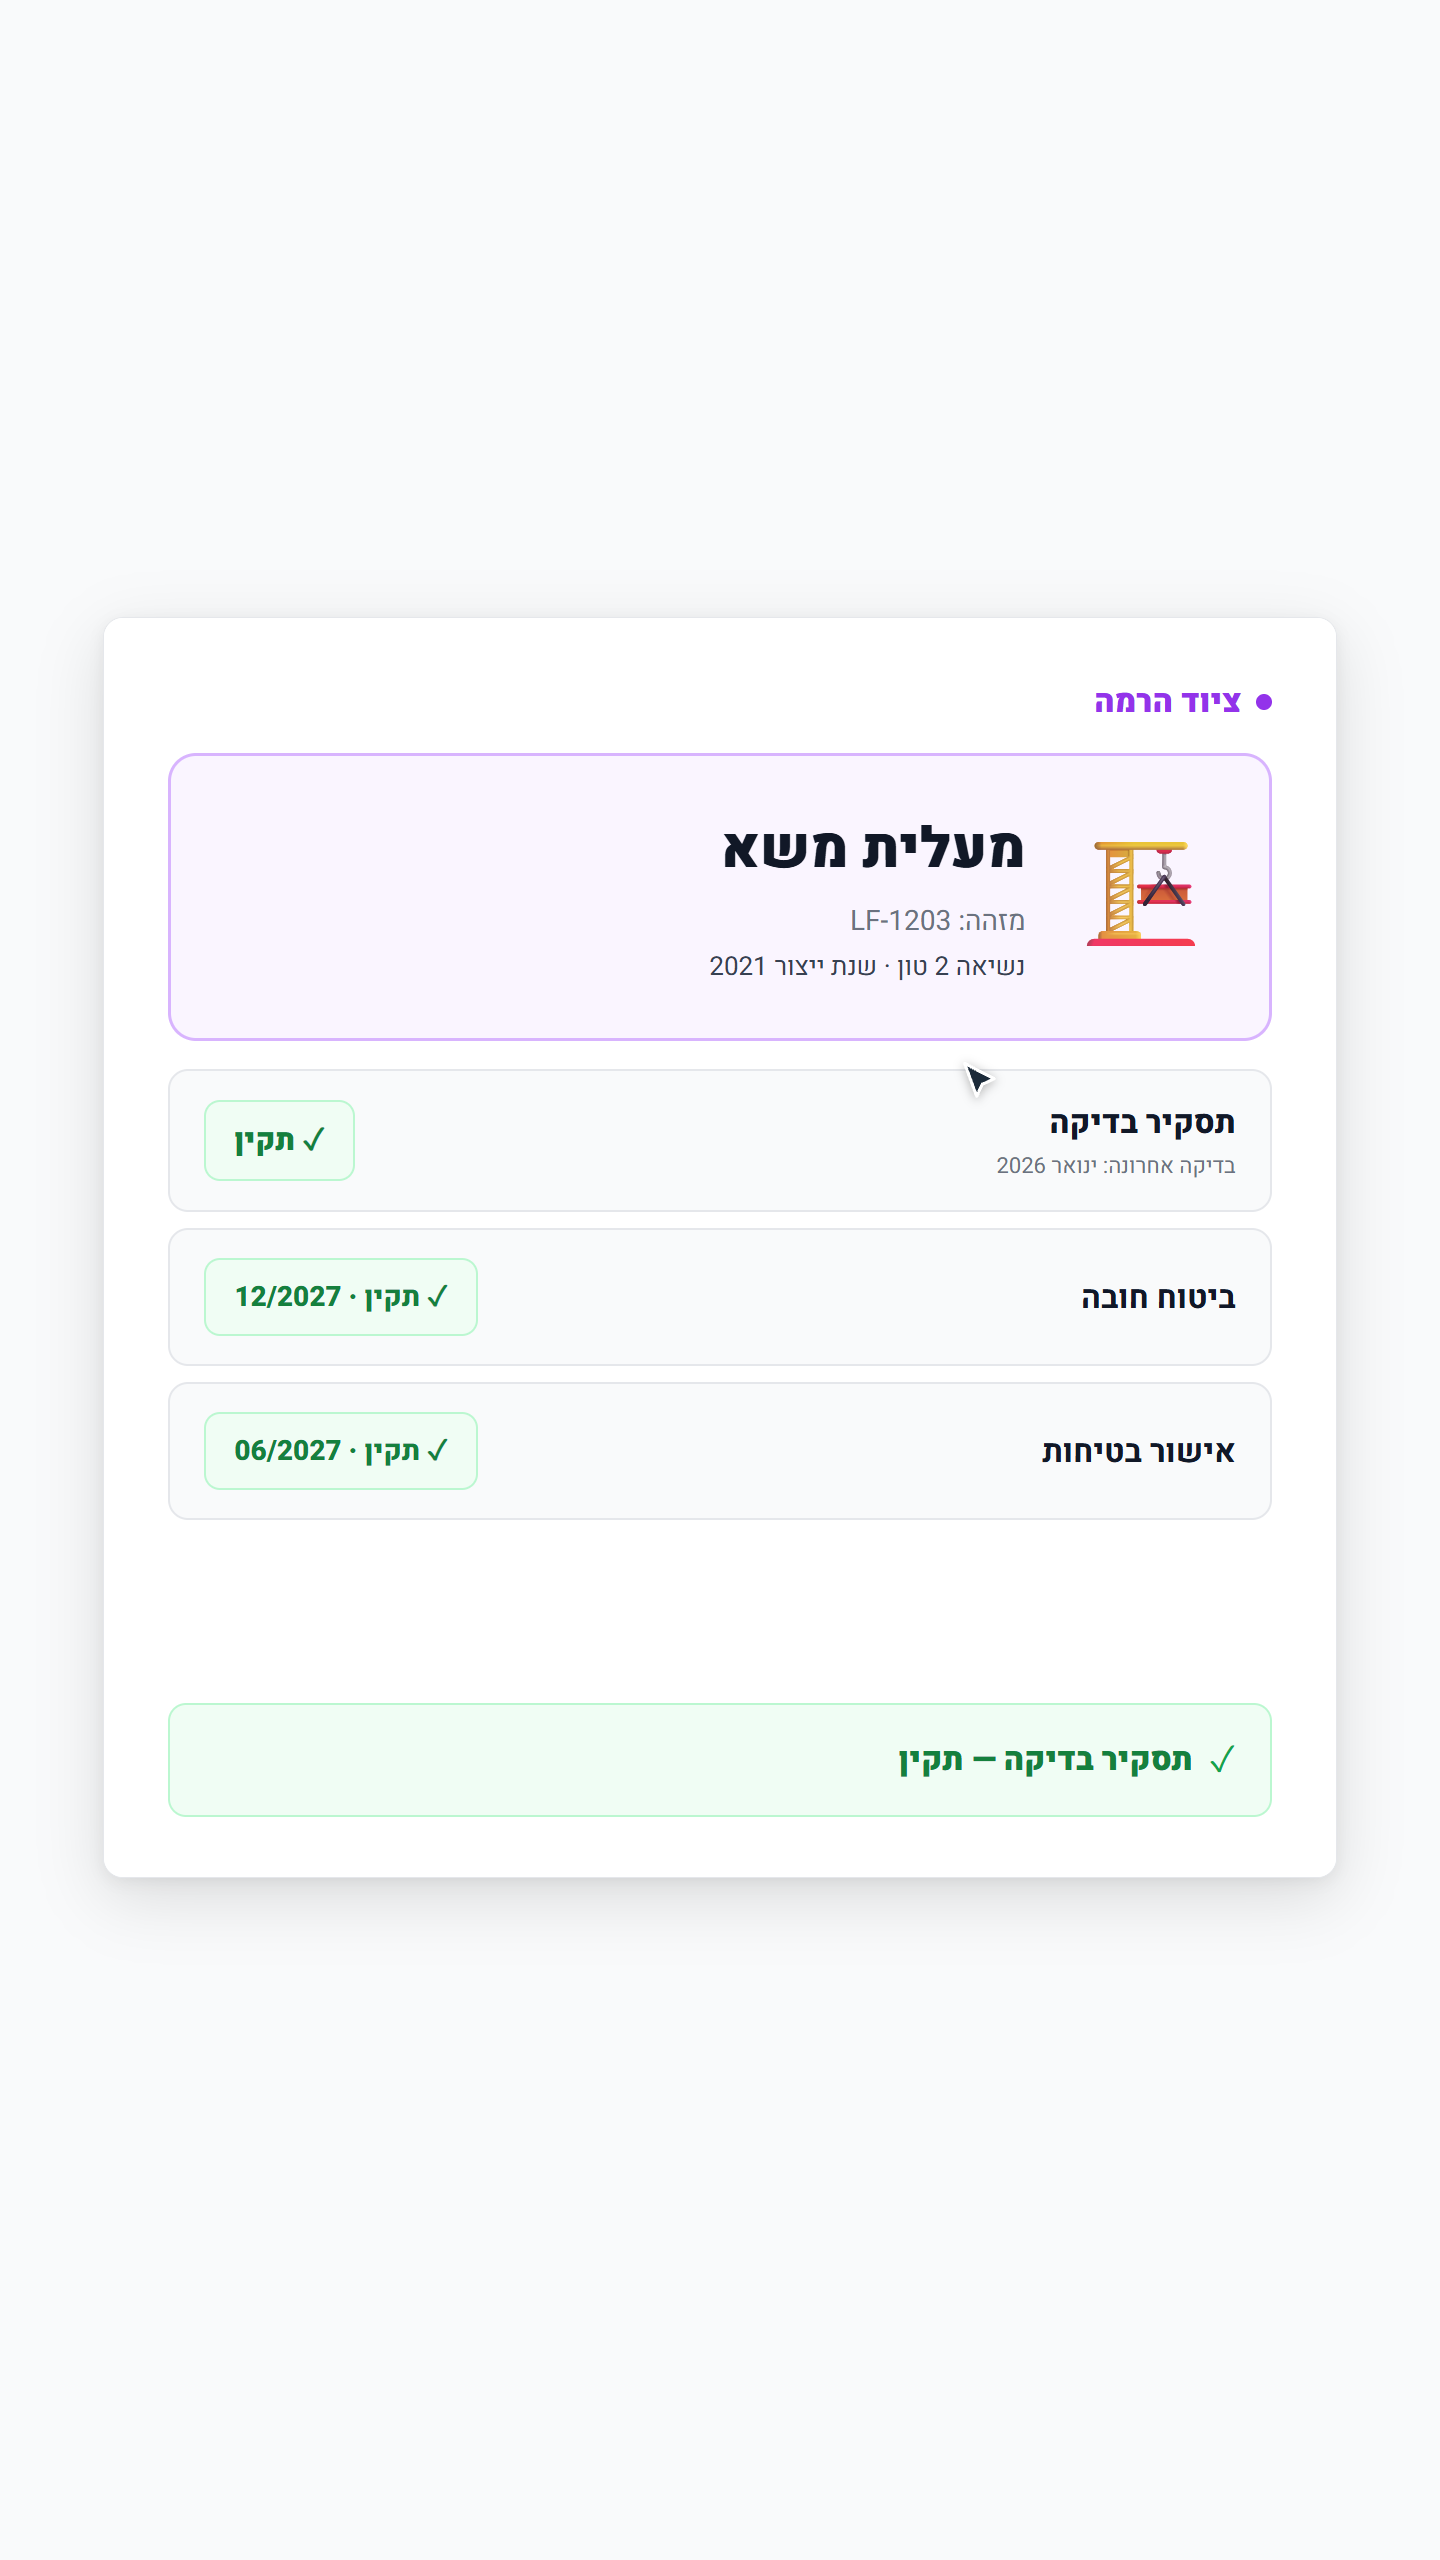 ציוד הרמה
מעלית משא
מזהה: LF-1203
נשיאה 2 טון · שנת ייצור 2021
תסקיר בדיקה
בדיקה אחרונה: ינואר 2026
✓ תקין
ביטוח חובה
✓ תקין · 12/2027
אישור בטיחות
✓ תקין · 06/2027
✓ תסקיר בדיקה — תקין